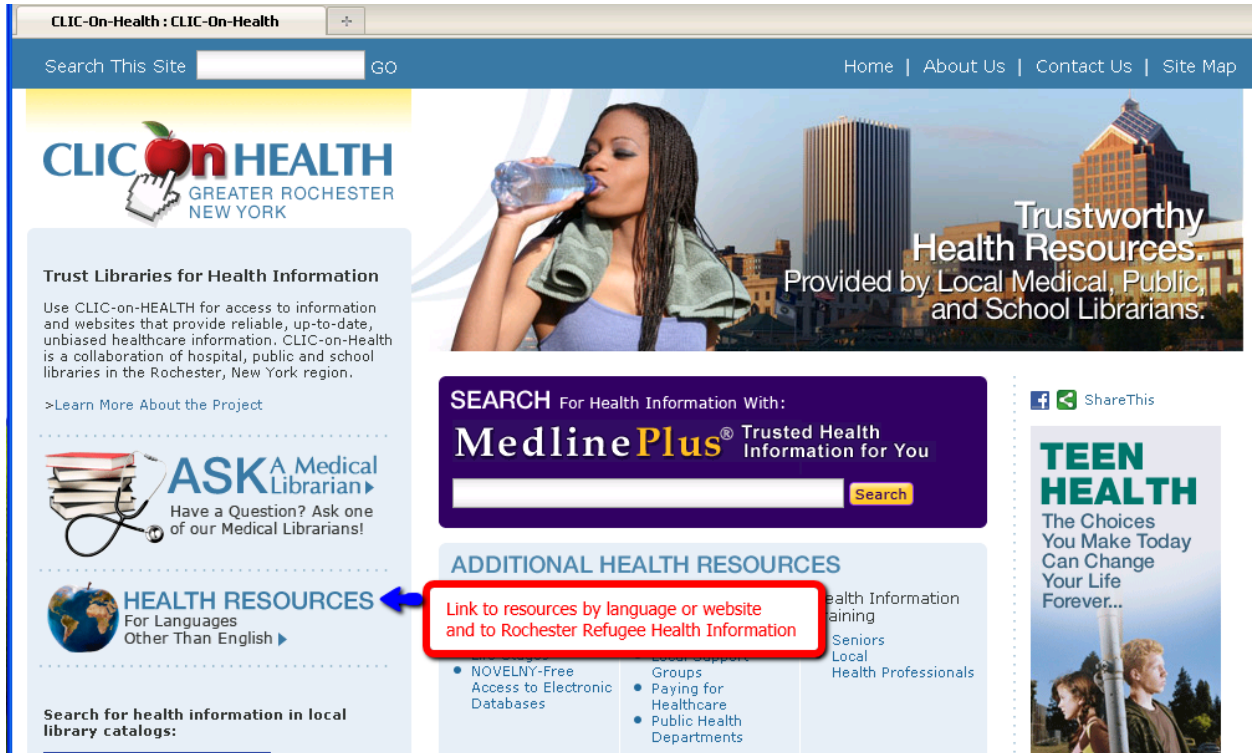 CLIC-On-Health : CLIC-On-Health
Search This Site
GO
Home | About Us | Contact Us | Site Map
CLIC On HEALTH
GREATER ROCHESTER
NEW YORK
Trustworthy
Health Resources.
Provided by Local Medical, Public,
and School Librarians.
Trust Libraries for Health Information
Use CLIC-on-HEALTH for access to information
and websites that provide reliable, up-to-date,
unbiased healthcare information. CLIC-on-Health
is a collaboration of hospital, public and school
libraries in the Rochester, New York region.
>Learn More About the Project
ASK A Medical
Librarian
Have a Question? Ask one
of our Medical Librarians!
HEALTH RESOURCES
For Languages
Other Than English
Search for health information in local
library catalogs:
SEARCH For Health Information With:
MedlinePlus® Trusted Health
Information for You
Search
ADDITIONAL HEALTH RESOURCES
Link to resources by language or website
and to Rochester Refugee Health Information
• NOVELNY-Free
Access to Electronic
Databases
Groups
• Paying for
Healthcare
• Public Health
Departments
Information
Seniors
Local
Health Professionals
ShareThis
TEEN
HEALTH
The Choices
You Make Today
Can Change
Your Life
Forever...